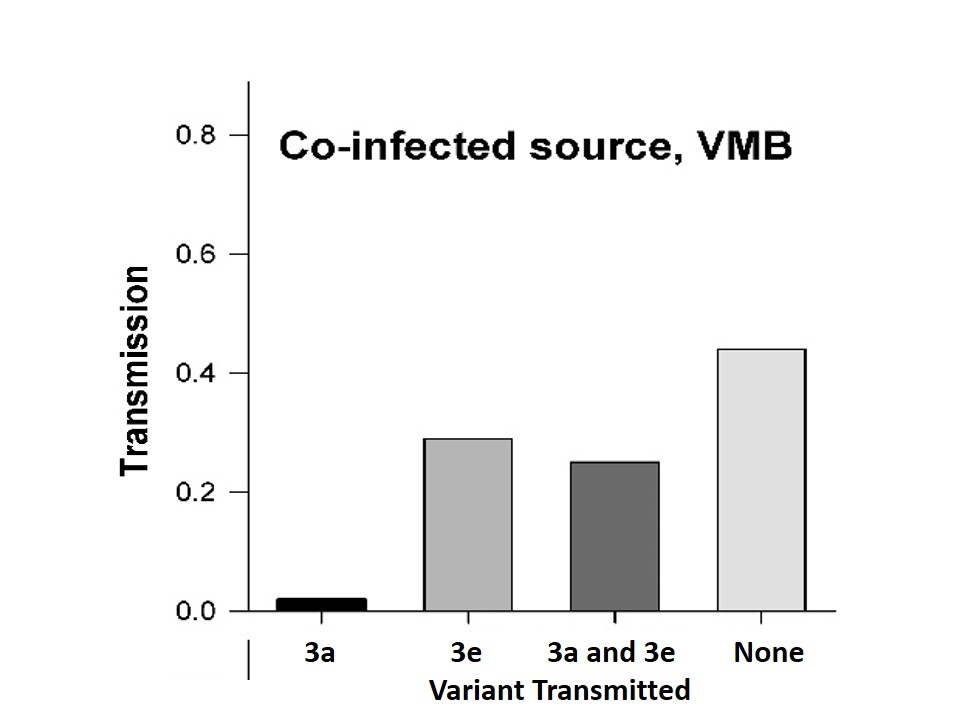 Co-infected source, VMB
0.8
0.6
0.4
0.2
0.0
Transmission
3a 3e 3a and 3e None
Variant Transmitted